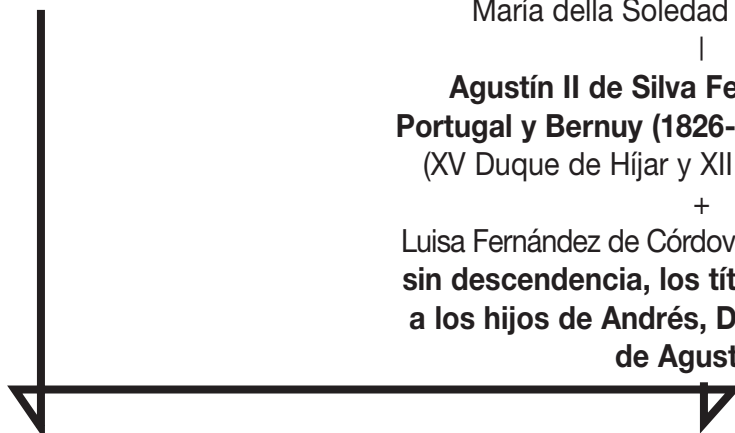 María della Soledad
|
Agustín II de Silva Fe
Portugal y Bernuy (1826-
(XV Duque de Híjar y XII
+
Luisa Fernández de Córdov
sin descendencia, los tít
a los hijos de Andrés, D
de Agust